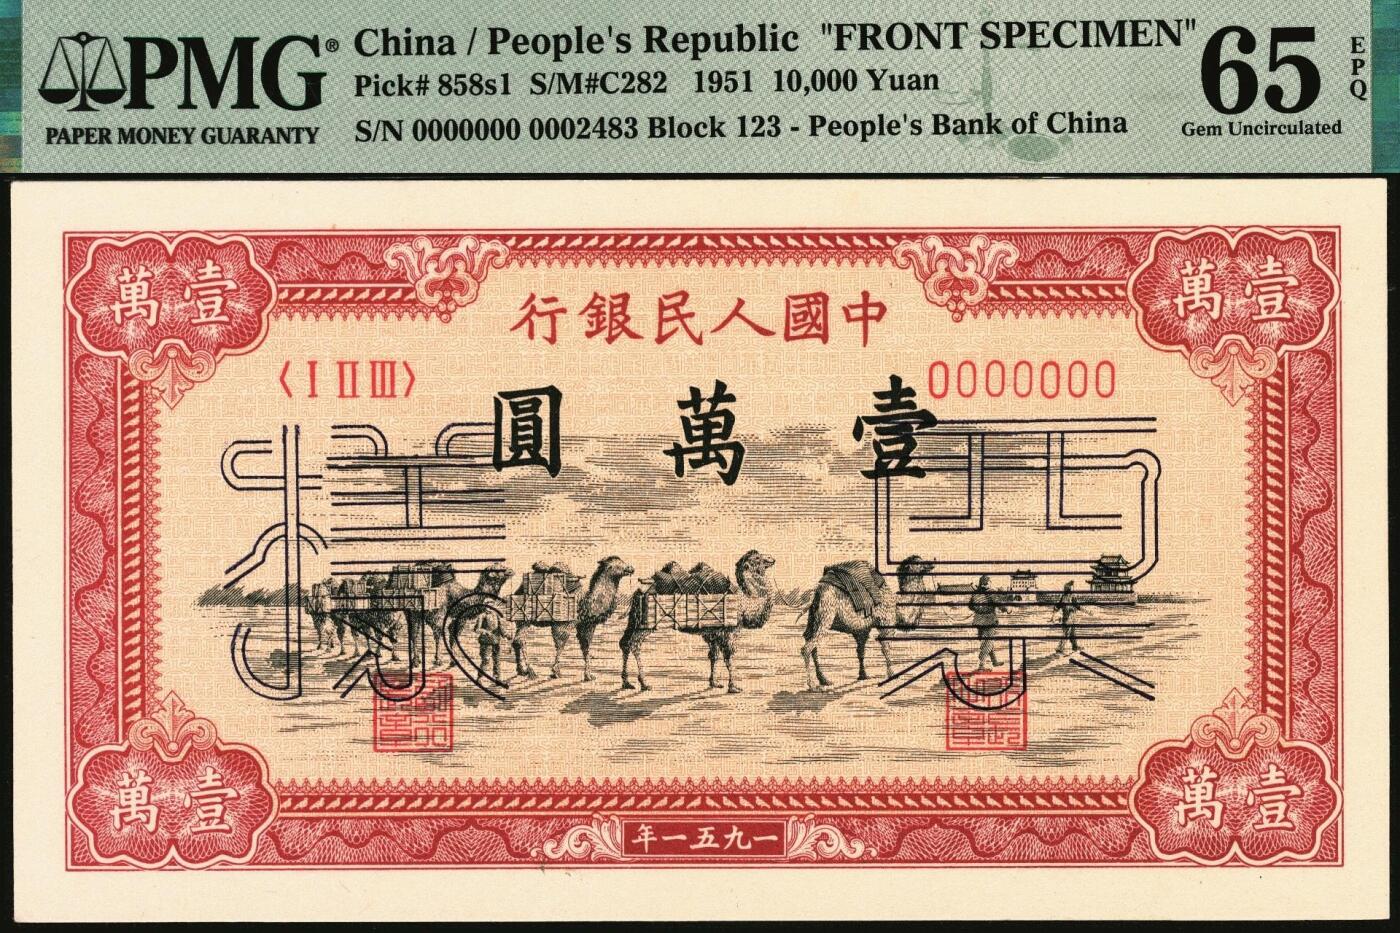 PMG®
PAPER MONEY GUARANTY
China / People's Republic "FRONT SPECIMEN"
Pick# 858s1 S/M#C282 1951 10,000 Yuan
S/N 0000000 0002483 Block 123 - People's Bank of China
65
EPQ
Gem Uncirculated
萬壹
萬壹
行銀民人國中
〈I II III〉
0000000
圓 萬 壹
樣票
萬壹
萬壹
年一五九一